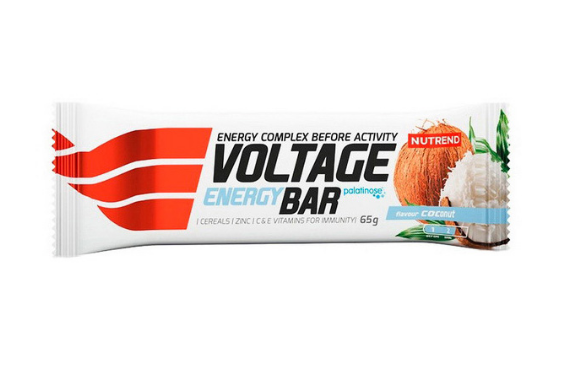 ENERGY COMPLEX BEFORE ACTIVITY
VOLTAGE
NUTREND
ENERGY BAR
palatinose
| CEREALS | ZINC | C & E VITAMINS FOR IMMUNITY | 65g
flavour coconut